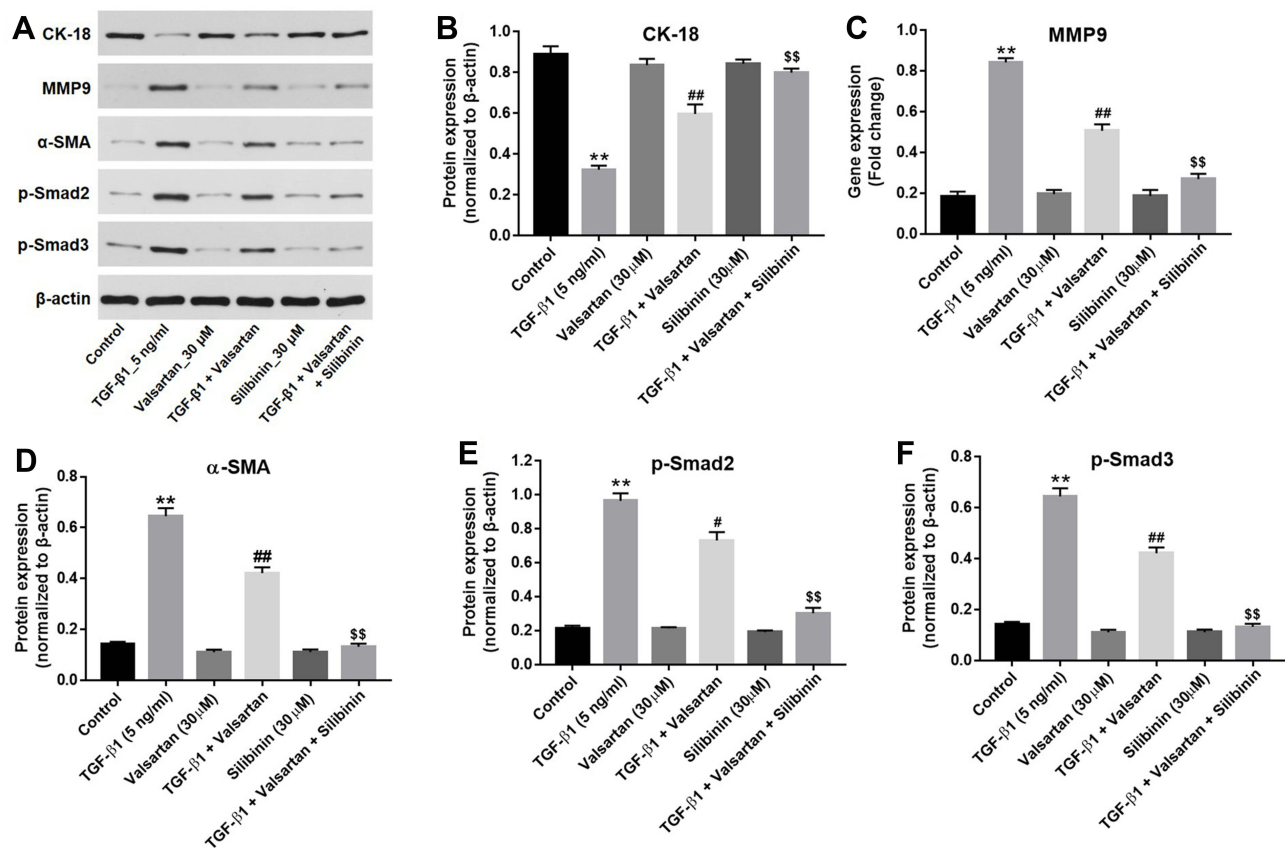 A
CK-18
MMP9
α-SMA
p-Smad2
p-Smad3
β-actin
Control
TGF-β1_5 ng/ml
Valsartan_30 μM
TGF-β1 + Valsartan
Silibinin_30 μM
TGF-β1 + Valsartan
+ Silibinin
B
CK-18
Protein expression
(normalized to β-actin)
1.0
0.8
0.6
0.4
0.2
0.0
**
##
$$
Control
TGF-β1 (5 ng/ml)
Valsartan (30μM)
TGF-β1 + Valsartan
Silibinin (30μM)
TGF-β1 + Valsartan + Silibinin
C
MMP9
Gene expression
(Fold change)
1.0
0.8
0.6
0.4
0.2
0.0
**
##
$$
Control
TGF-β1 (5 ng/ml)
Valsartan (30μM)
TGF-β1 + Valsartan
Silibinin (30μM)
TGF-β1 + Valsartan + Silibinin
D
α-SMA
Protein expression
(normalized to β-actin)
0.8
0.6
0.4
0.2
0.0
**
##
$$
Control
TGF-β1 (5 ng/ml)
Valsartan (30μM)
TGF-β1 + Valsartan
Silibinin (30μM)
TGF-β1 + Valsartan + Silibinin
E
p-Smad2
Protein expression
(normalized to β-actin)
1.2
1.0
0.8
0.6
0.4
0.2
0.0
**
#
$$
Control
TGF-β1 (5 ng/ml)
Valsartan (30μM)
TGF-β1 + Valsartan
Silibinin (30μM)
TGF-β1 + Valsartan + Silibinin
F
p-Smad3
Protein expression
(normalized to β-actin)
0.8
0.6
0.4
0.2
0.0
**
##
$$
Control
TGF-β1 (5 ng/ml)
Valsartan (30μM)
TGF-β1 + Valsartan
Silibinin (30μM)
TGF-β1 + Valsartan + Silibinin